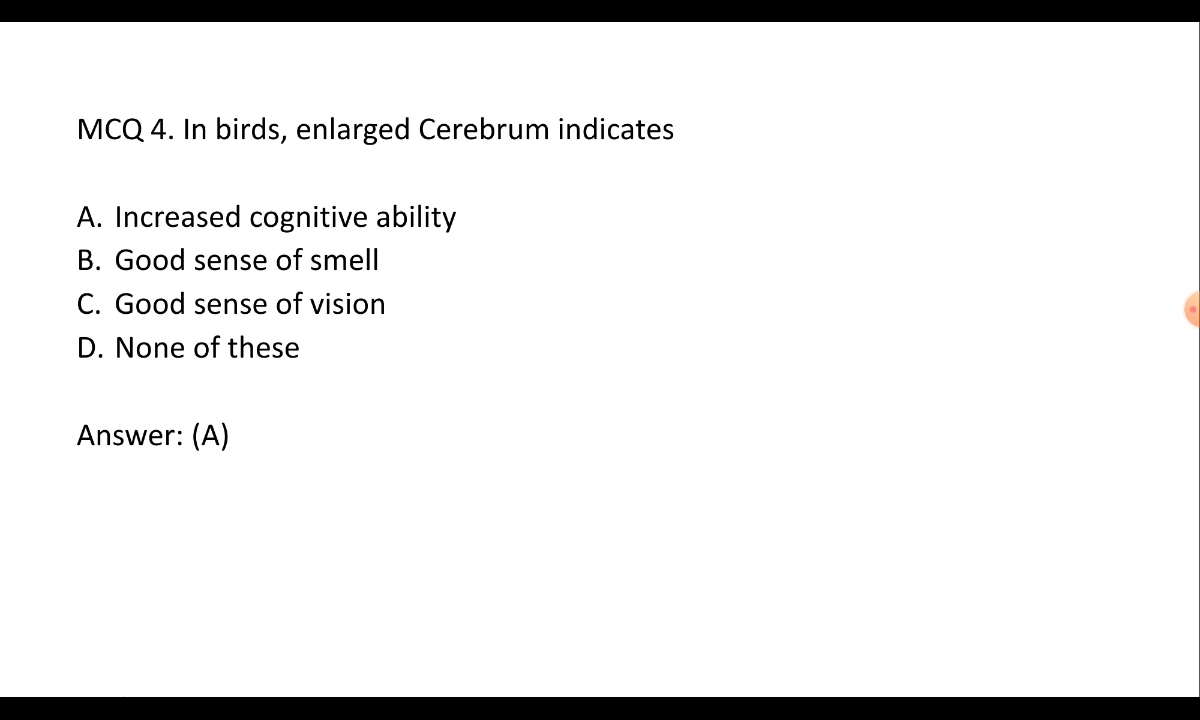 MCQ 4. In birds, enlarged Cerebrum indicates
A. Increased cognitive ability
B. Good sense of smell
C. Good sense of vision
D. None of these
Answer: (A)